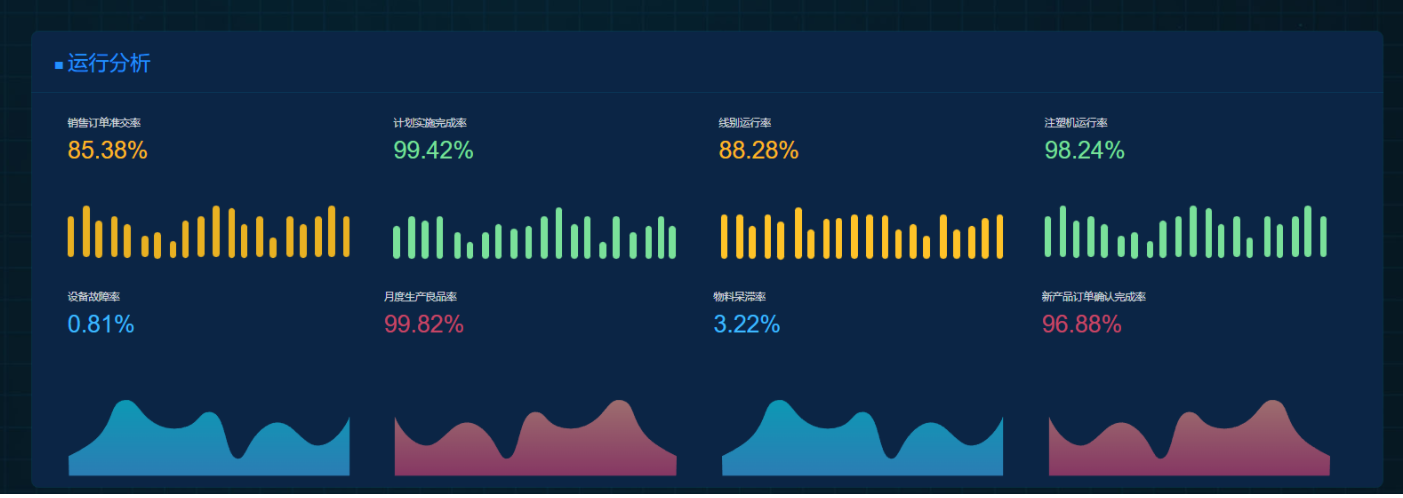 运行分析
销售订单准交率
85.38%
计划实施完成率
99.42%
线别运行率
88.28%
注塑机运行率
98.24%
设备故障率
0.81%
月度生产良品率
99.82%
物料呆滞率
3.22%
新产品订单确认完成率
96.88%